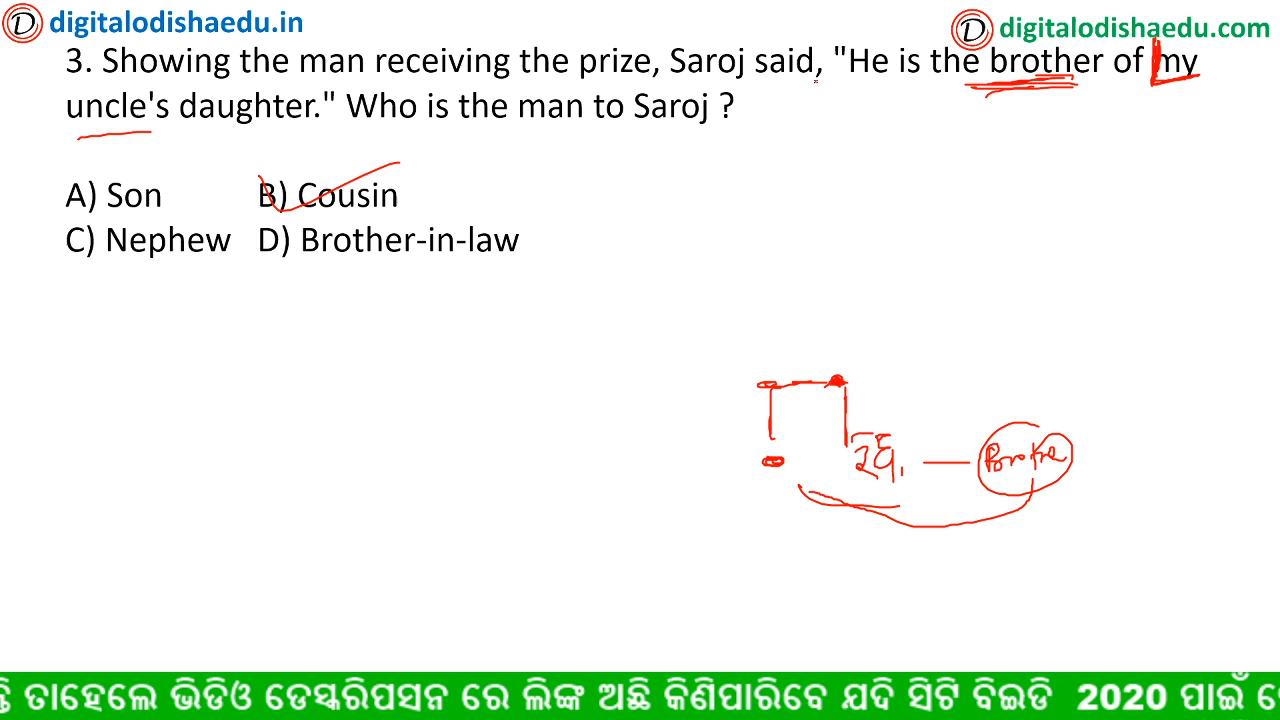 digitalodishaedu.in
digitalodishaedu.com
3. Showing the man receiving the prize, Saroj said, "He is the brother of my
uncle's daughter." Who is the man to Saroj ?
A) Son B) Cousin
C) Nephew D) Brother-in-law
ତାହେଲେ ଭିଡିଓ ଡେସ୍କରିପସନ ରେ ଲିଙ୍କ ଅଛି କିଣିପାରିବେ ଯଦି ସିଟି ବିଇଡି 2020 ପାଇଁ